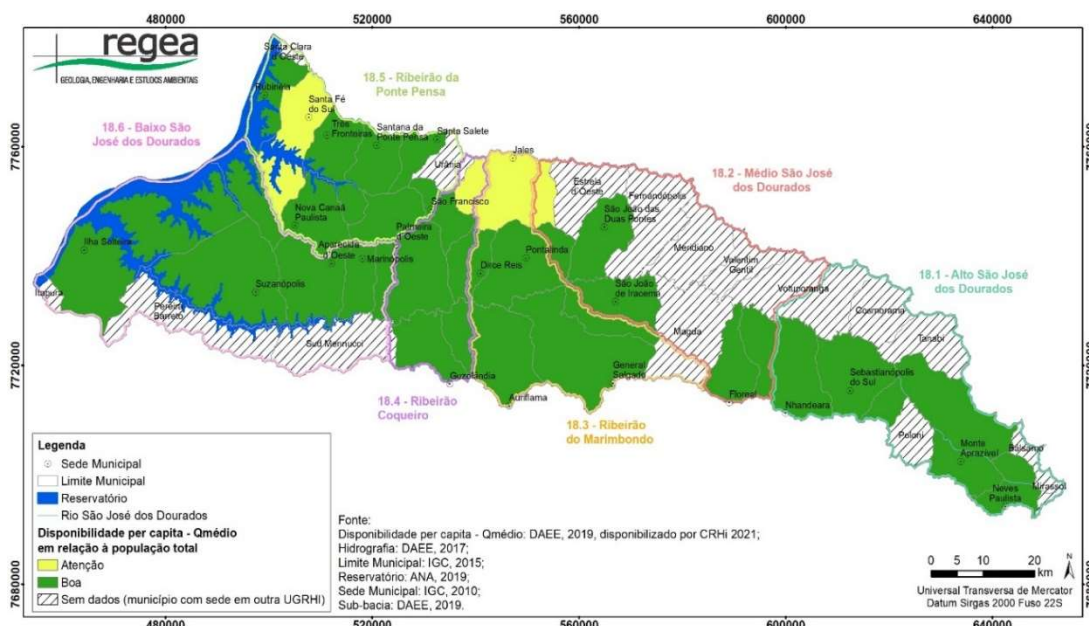 480000 520000 560000 600000 640000
regea
GEOLOGIA, ENGENHARIA E ESTUDOS AMBIENTAIS
Santa Clara
d'Oeste
Rubinéia
18.5 - Ribeirão da
Ponte Pensa
Santa Fé
do Sul
Três
Fronteiras
Santana da
Ponte Pensa
Santa Salete
18.6 - Baixo São
José dos Dourados
7760000
7760000
Jales
Urânia
18.2 - Médio São José
dos Dourados
Estrela
d'Oeste
Fernandópolis
São Francisco
São João das
Duas Pontes
Nova Canaã
Paulista
Palmeira
d'Oeste
Meridiano
Ilha Solteira
Aparecida
d'Oeste
Marinópolis
Pontalinda
Dirce Reis
Valentim
Gentil
18.1 - Alto São José
dos Dourados
Itapura
Suzanápolis
São João
de Iracema
Votuporanga
Pereira
Barreto
Cosmorama
Magda
Tanabi
Sud Mennucci
7720000
7720000
Guzolândia
General
Salgado
Sebastianópolis
do Sul
18.4 - Ribeirão
Coqueiro
Auriflama
Floreal
Nhandeara
18.3 - Ribeirão
do Marimbondo
Poloni
Monte
Aprazível
Bálsamo
Mirassol
Neves
Paulista
Legenda
Sede Municipal
Limite Municipal
Reservatório
Rio São José dos Dourados
Disponibilidade per capita - Qmédio
em relação à população total
Atenção
Boa
Sem dados (município com sede em outra UGRHI)
Fonte:
Disponibilidade per capita - Qmédio: DAEE, 2019, disponibilizado por CRHi 2021;
Hidrografia: DAEE, 2017;
Limite Municipal: IGC, 2015;
Reservatório: ANA, 2019;
Sede Municipal: IGC, 2010;
Sub-bacia: DAEE, 2019.
0 5 10 20
km
N
Universal Transversa de Mercator
Datum Sirgas 2000 Fuso 22S
7680000
7680000
480000 520000 560000 600000 640000